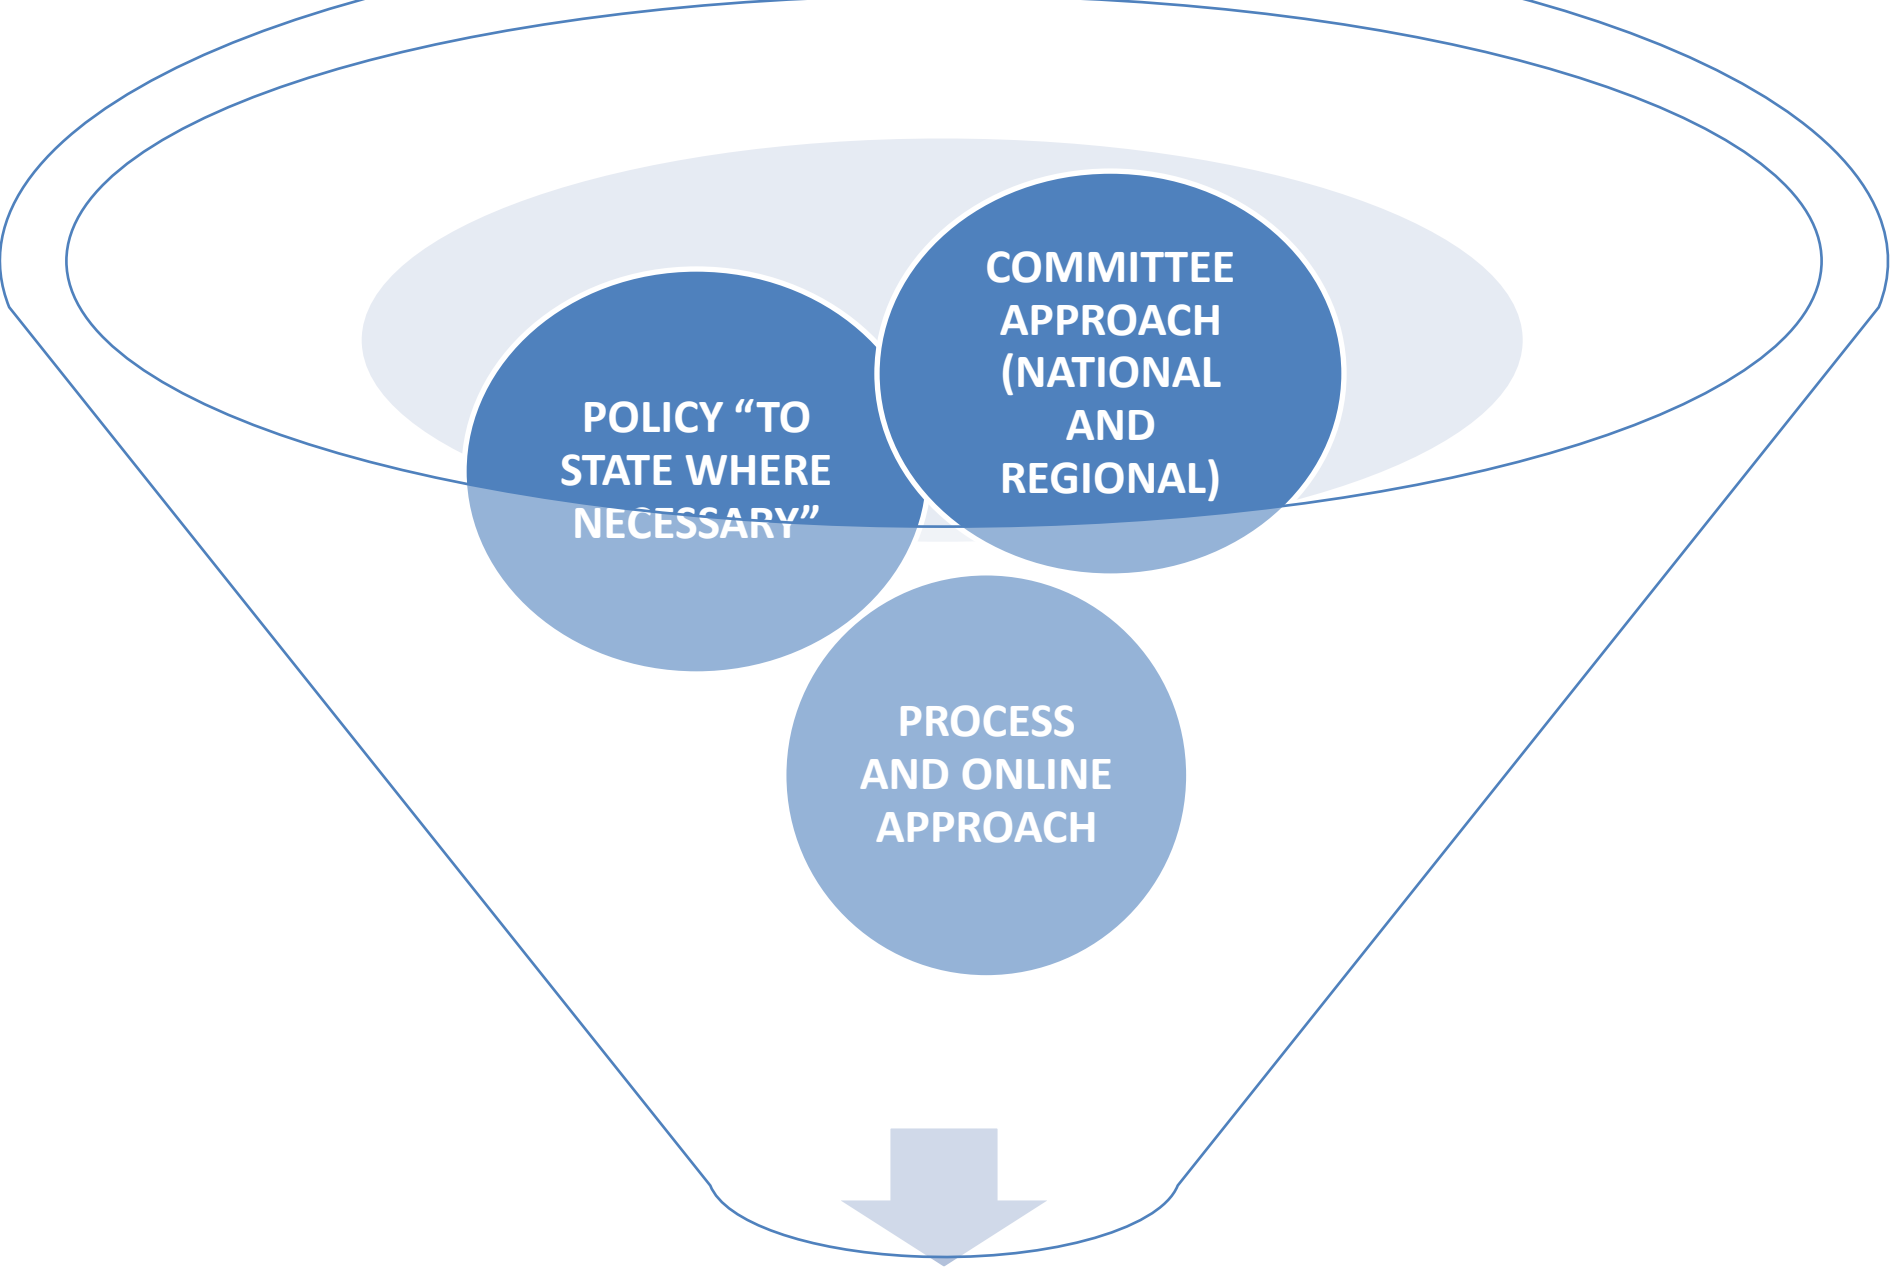 COMMITTEE
APPROACH
(NATIONAL
AND
REGIONAL)
POLICY “TO
STATE WHERE
NECESSARY”
PROCESS
AND ONLINE
APPROACH